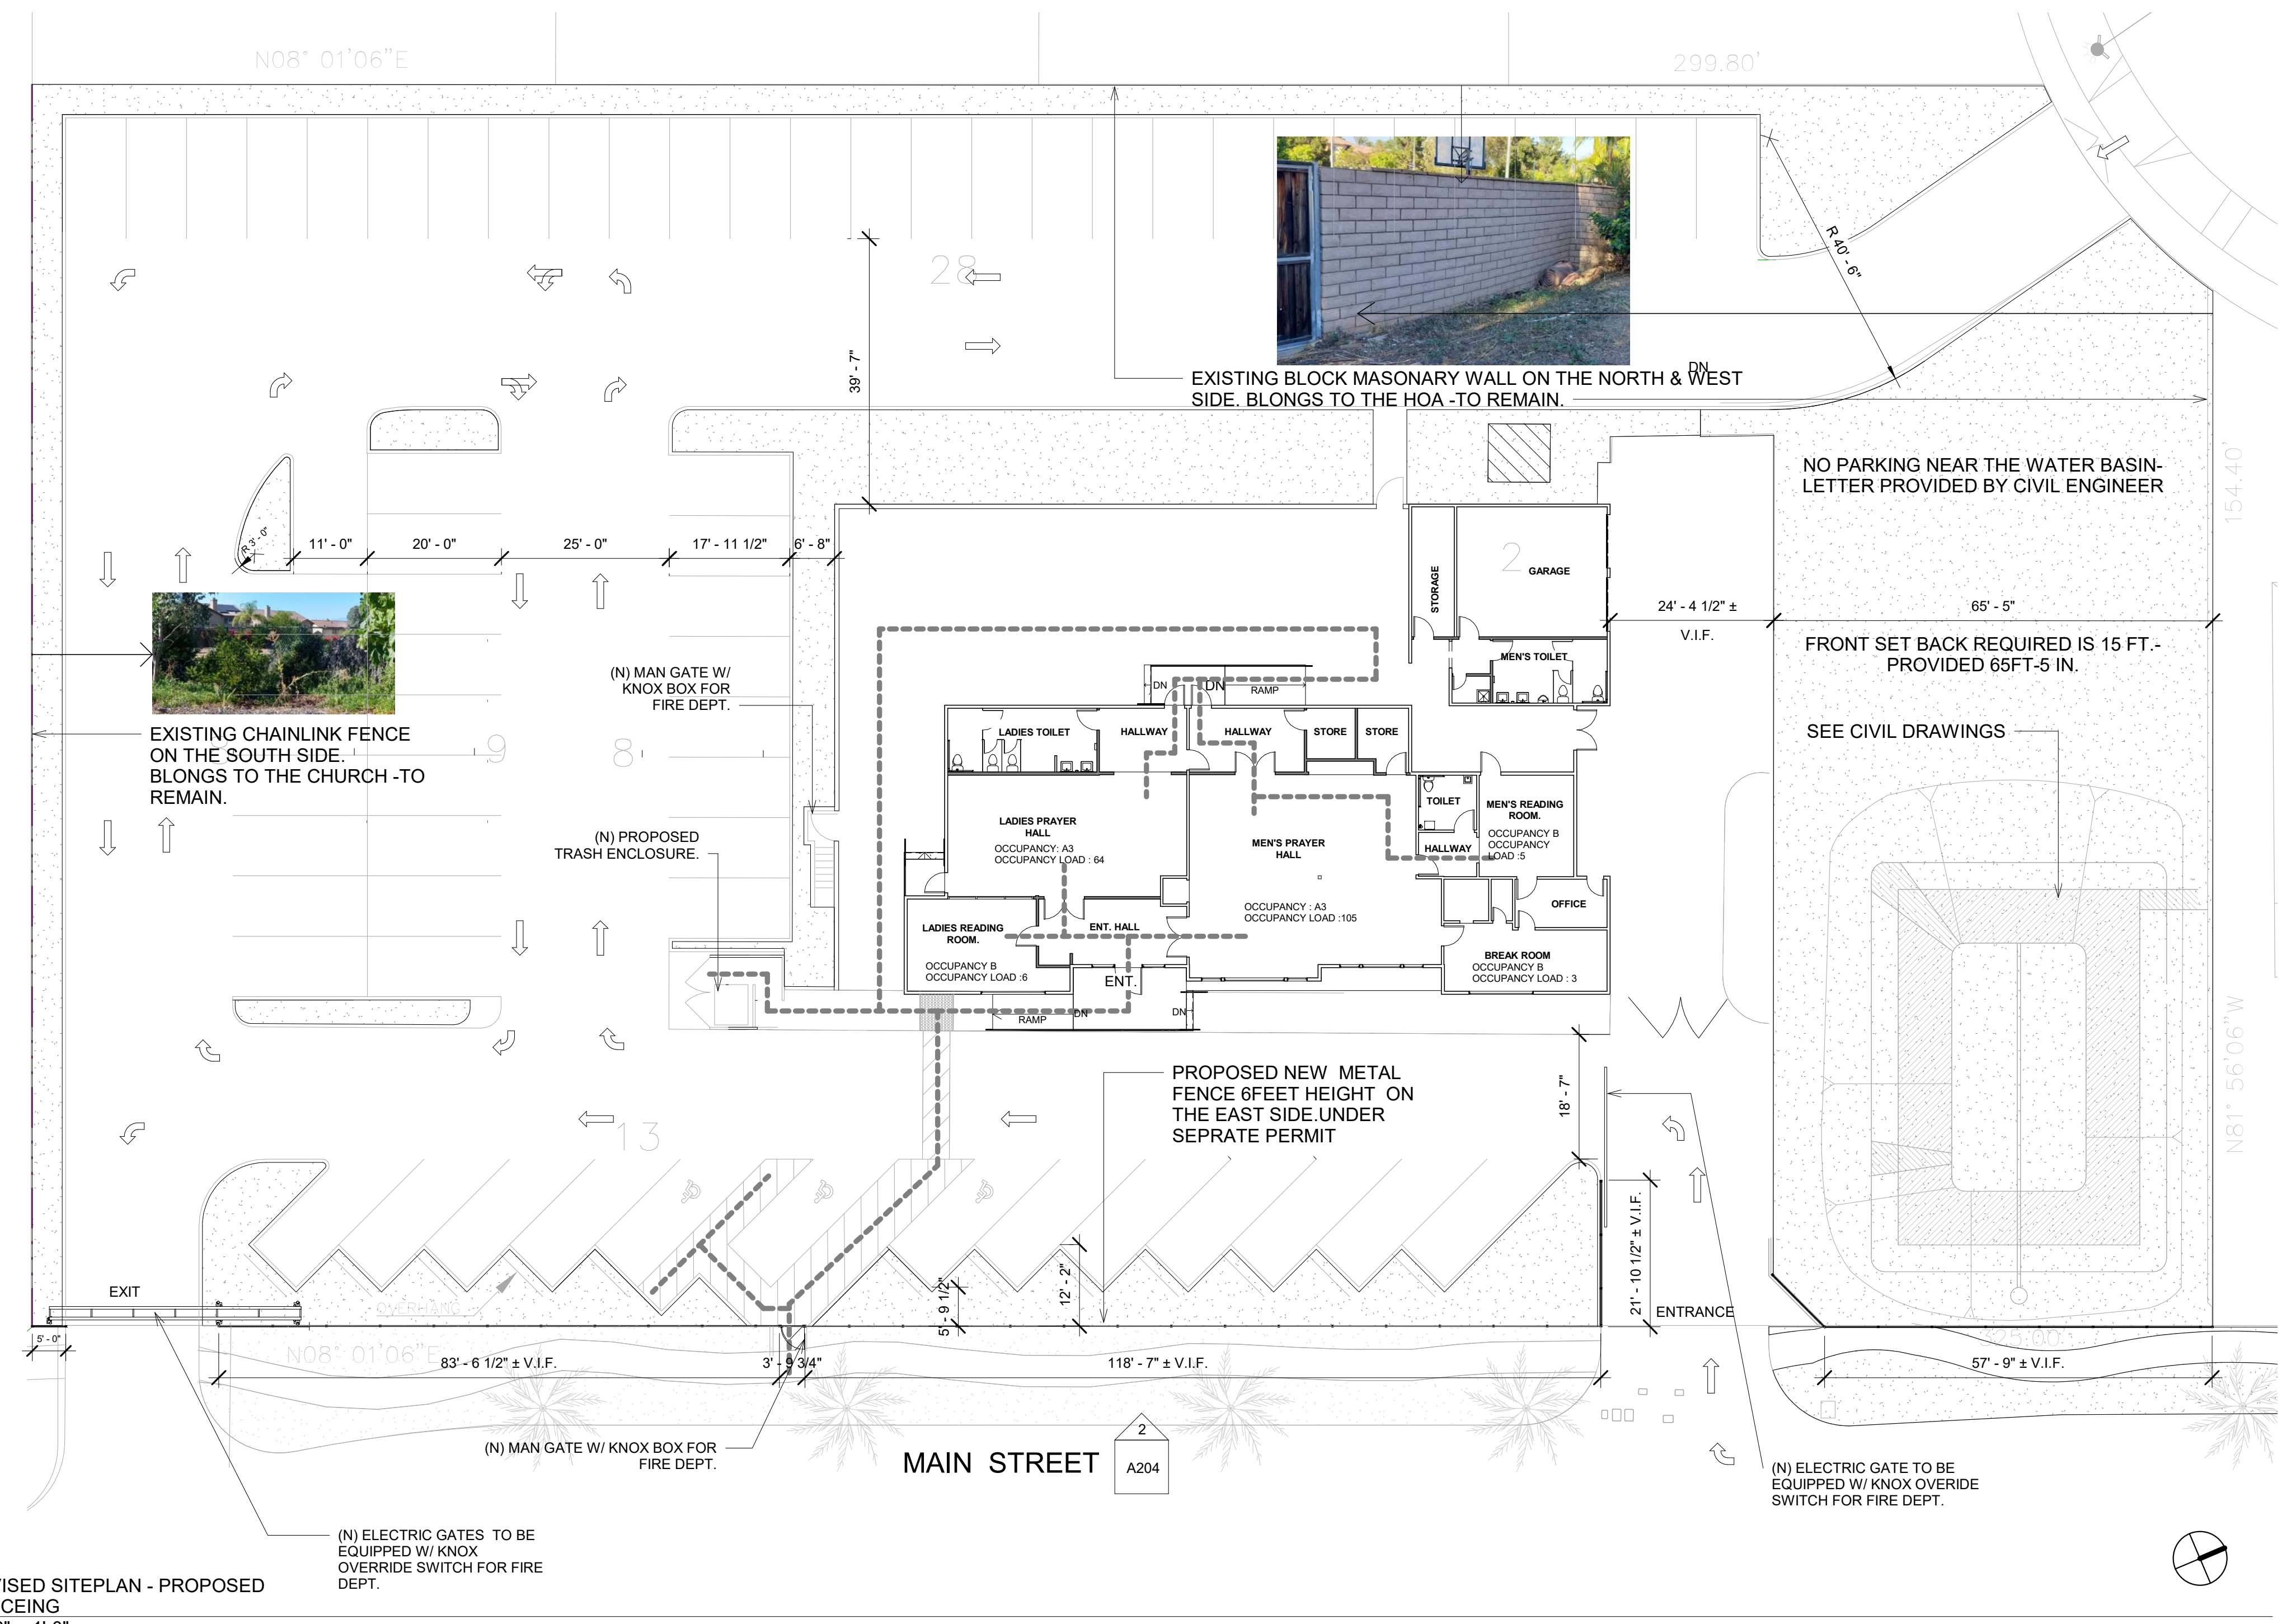 N08° 01'06"E
299.80'
28
39' - 7"
R 40' - 6"
DN
EXISTING BLOCK MASONARY WALL ON THE NORTH & WEST
SIDE. BLONGS TO THE HOA -TO REMAIN.
NO PARKING NEAR THE WATER BASIN-
LETTER PROVIDED BY CIVIL ENGINEER
154.40'
R 3' - 0"
11' - 0"
20' - 0"
25' - 0"
17' - 11 1/2"
6' - 8"
STORAGE
2
GARAGE
24' - 4 1/2" ±
V.I.F.
65' - 5"
FRONT SET BACK REQUIRED IS 15 FT.-
PROVIDED 65FT-5 IN.
MEN'S TOILET
(N) MAN GATE W/
KNOX BOX FOR
FIRE DEPT.
DN
DN
RAMP
EXISTING CHAINLINK FENCE
ON THE SOUTH SIDE.
BLONGS TO THE CHURCH -TO
REMAIN.
9
8
LADIES TOILET
HALLWAY
HALLWAY
STORE
STORE
SEE CIVIL DRAWINGS
(N) PROPOSED
TRASH ENCLOSURE.
LADIES PRAYER
HALL
OCCUPANCY: A3
OCCUPANCY LOAD : 64
MEN'S PRAYER
HALL
OCCUPANCY : A3
OCCUPANCY LOAD :105
TOILET
HALLWAY
MEN'S READING
ROOM.
OCCUPANCY B
OCCUPANCY
LOAD :5
OFFICE
LADIES READING
ROOM.
OCCUPANCY B
OCCUPANCY LOAD :6
ENT. HALL
ENT.
BREAK ROOM
OCCUPANCY B
OCCUPANCY LOAD : 3
RAMP
DN
DN
N81° 56'06"W
PROPOSED NEW METAL
FENCE 6FEET HEIGHT ON
THE EAST SIDE.UNDER
SEPRATE PERMIT
18' - 7"
13
21' - 10 1/2" ± V.I.F.
EXIT
OVERHANG
5' - 9 1/2"
12' - 2"
ENTRANCE
5' - 0"
N08° 01'06"E
83' - 6 1/2" ± V.I.F.
3' - 9 3/4"
118' - 7" ± V.I.F.
57' - 9" ± V.I.F.
(N) MAN GATE W/ KNOX BOX FOR
FIRE DEPT.
MAIN STREET
2
A204
(N) ELECTRIC GATE TO BE
EQUIPPED W/ KNOX OVERIDE
SWITCH FOR FIRE DEPT.
(N) ELECTRIC GATES TO BE
EQUIPPED W/ KNOX
OVERRIDE SWITCH FOR FIRE
DEPT.
VISED SITEPLAN - PROPOSED
CEING